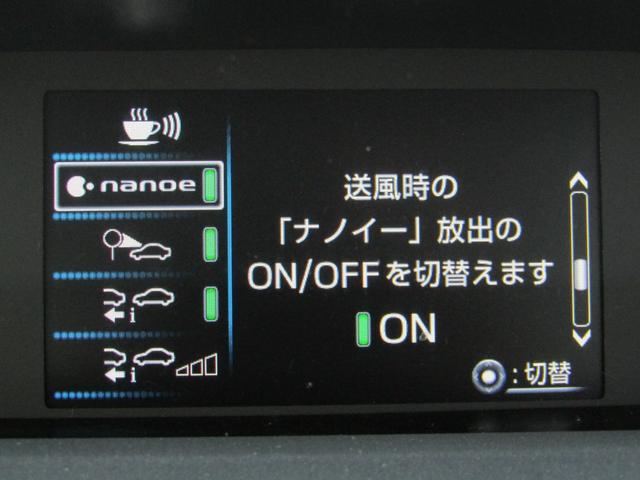 nanoe
送風時の
「ナノイー」放出の
ON/OFFを切替えます
ON
i
i
:切替